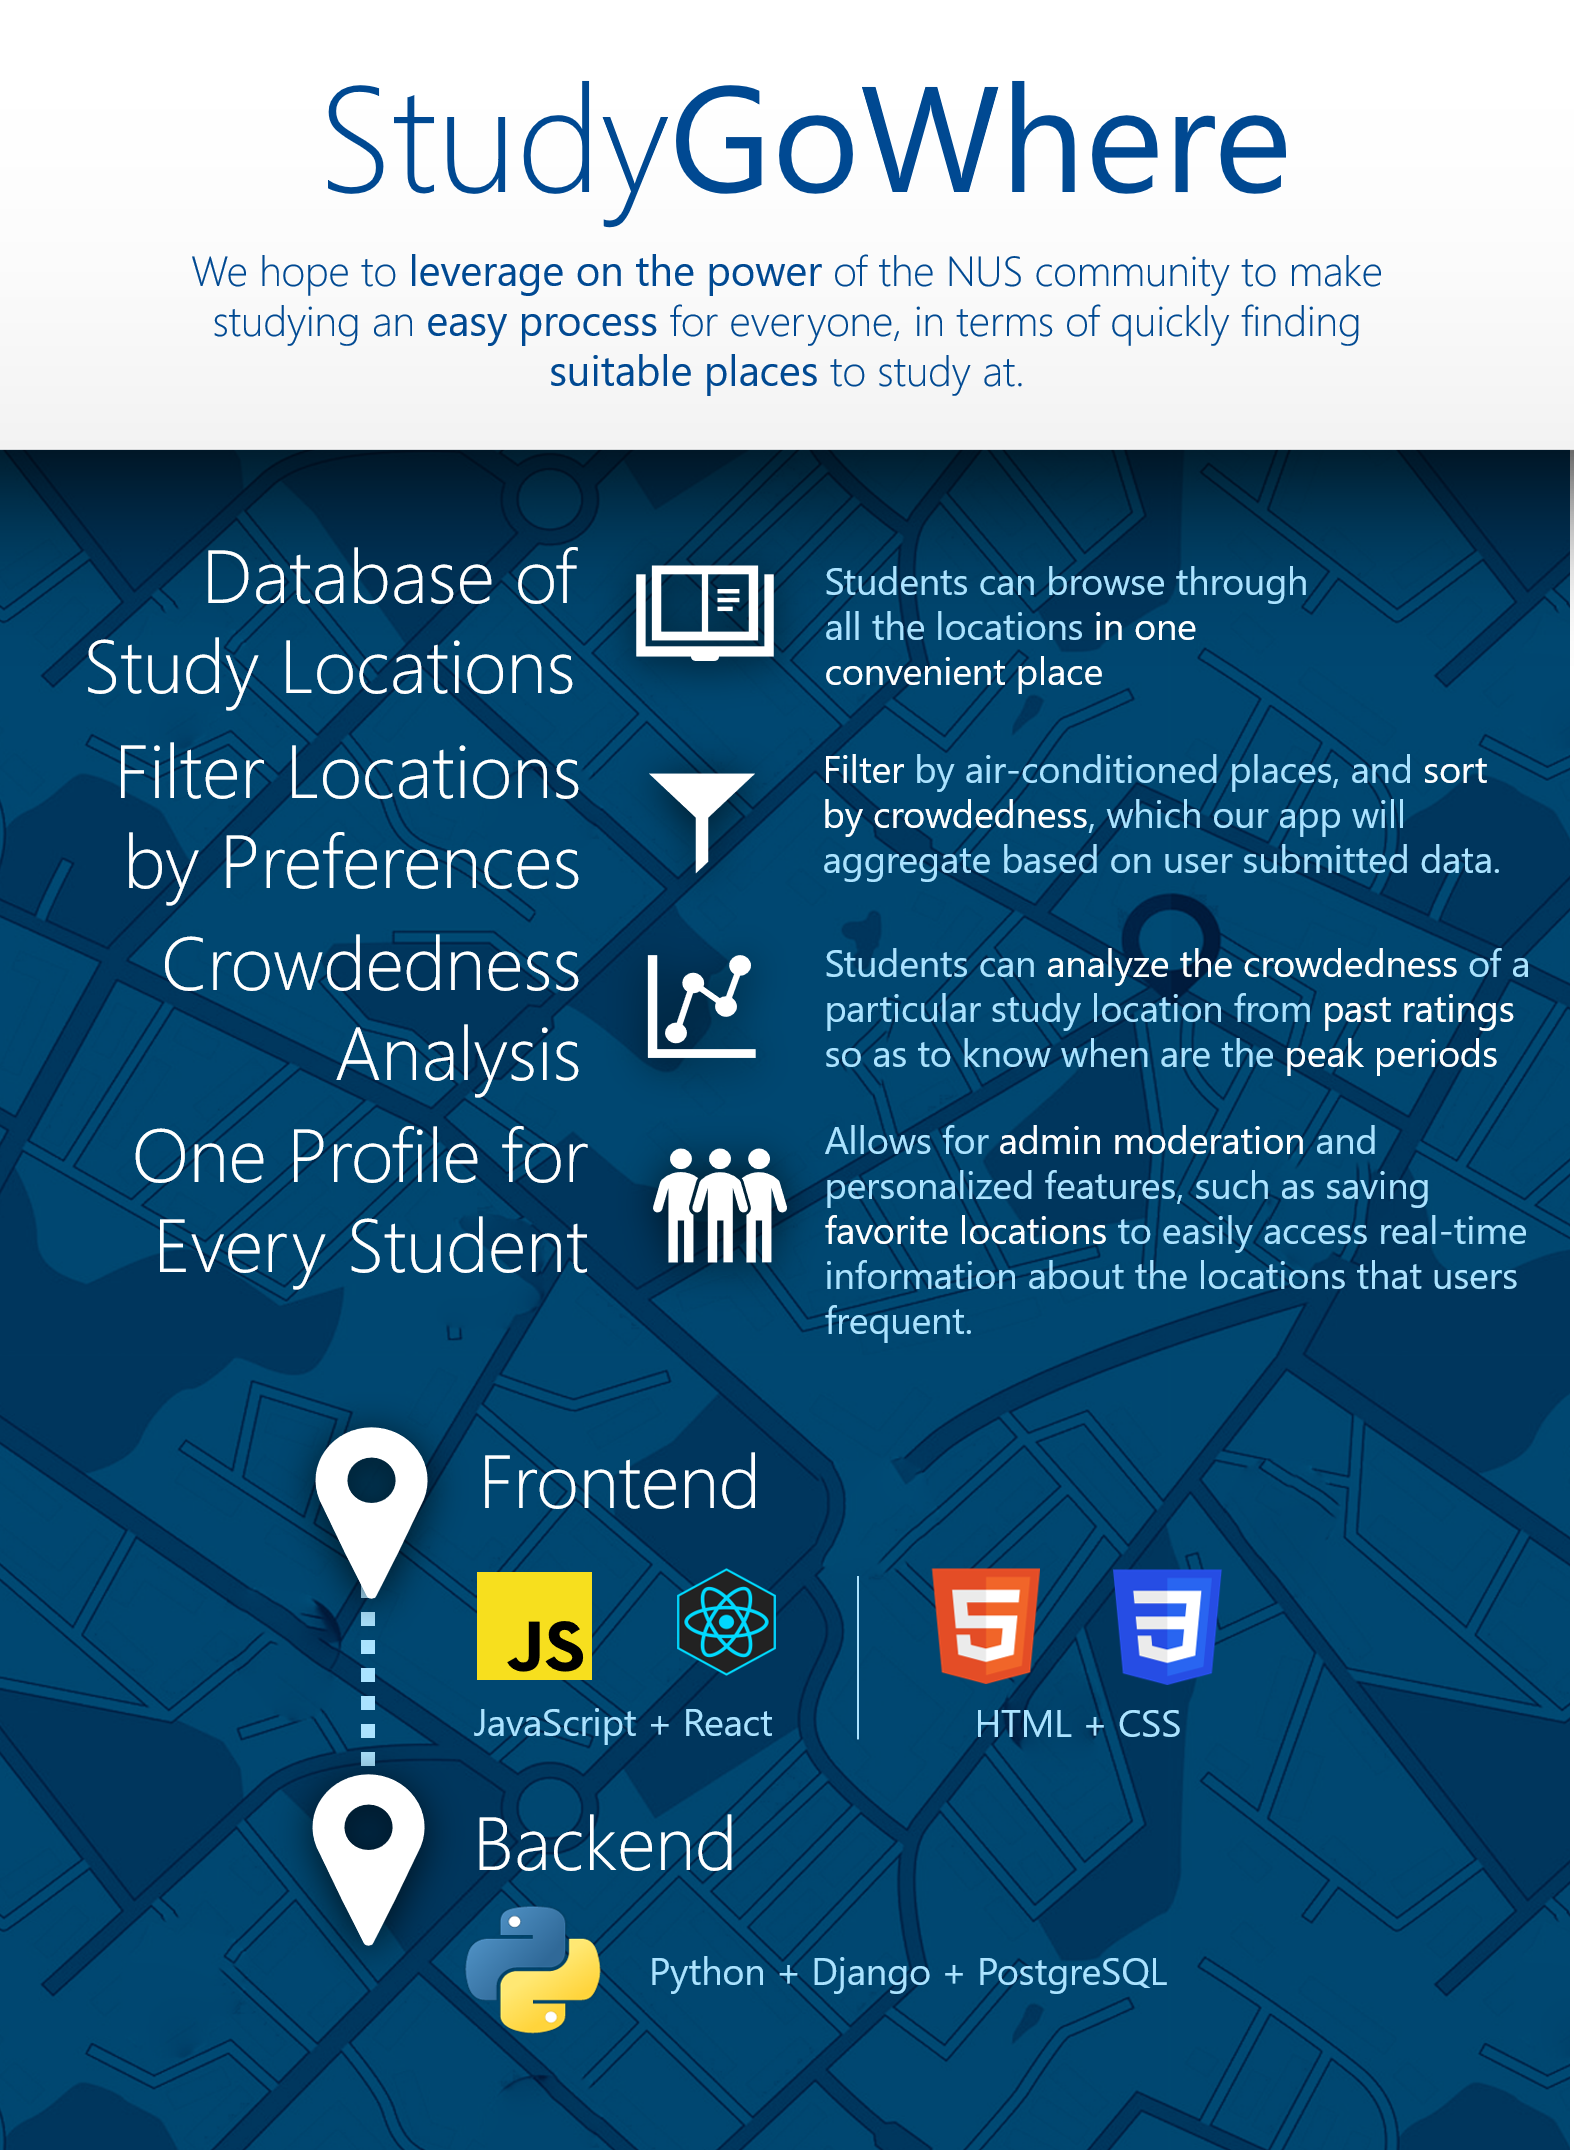 StudyGoWhere
We hope to leverage on the power of the NUS community to make
studying an easy process for everyone, in terms of quickly finding
suitable places to study at.
Database of
Study Locations
Students can browse through
all the locations in one
convenient place
Filter Locations
by Preferences
Filter by air-conditioned places, and sort
by crowdedness, which our app will
aggregate based on user submitted data.
Crowdedness
Analysis
Students can analyze the crowdedness of a
particular study location from past ratings
so as to know when are the peak periods
One Profile for
Every Student
Allows for admin moderation and
personalized features, such as saving
favorite locations to easily access real-time
information about the locations that users
frequent.
Frontend
JS
5
3
JavaScript + React
HTML + CSS
Backend
Python + Django + PostgreSQL